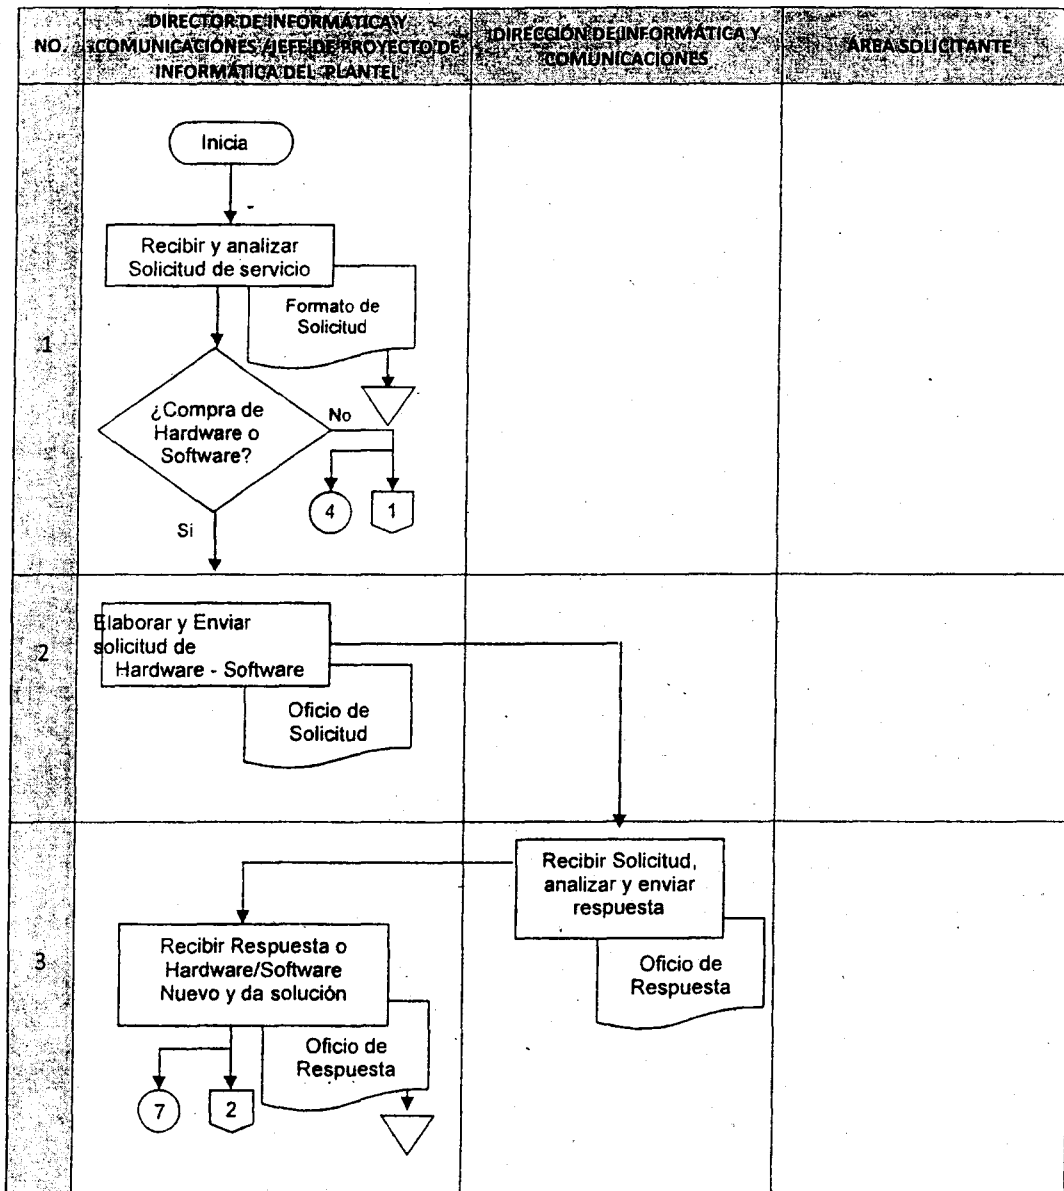 NO.
DIRECTOR DE INFORMÁTICA Y
COMUNICACIONES /JEFE DE PROYECTO DE
INFORMÁTICA DEL PLANTEL
DIRECCIÓN DE INFORMÁTICA Y
COMUNICACIONES
ÁREA SOLICITANTE
1
Inicia
Recibir y analizar
Solicitud de servicio
Formato de
Solicitud
¿Compra de
Hardware o
Software?
No
4
1
Si
2
Elaborar y Enviar
solicitud de
Hardware - Software
Oficio de
Solicitud
3
Recibir Solicitud,
analizar y enviar
respuesta
Oficio de
Respuesta
Recibir Respuesta o
Hardware/Software
Nuevo y da solución
Oficio de
Respuesta
7
2